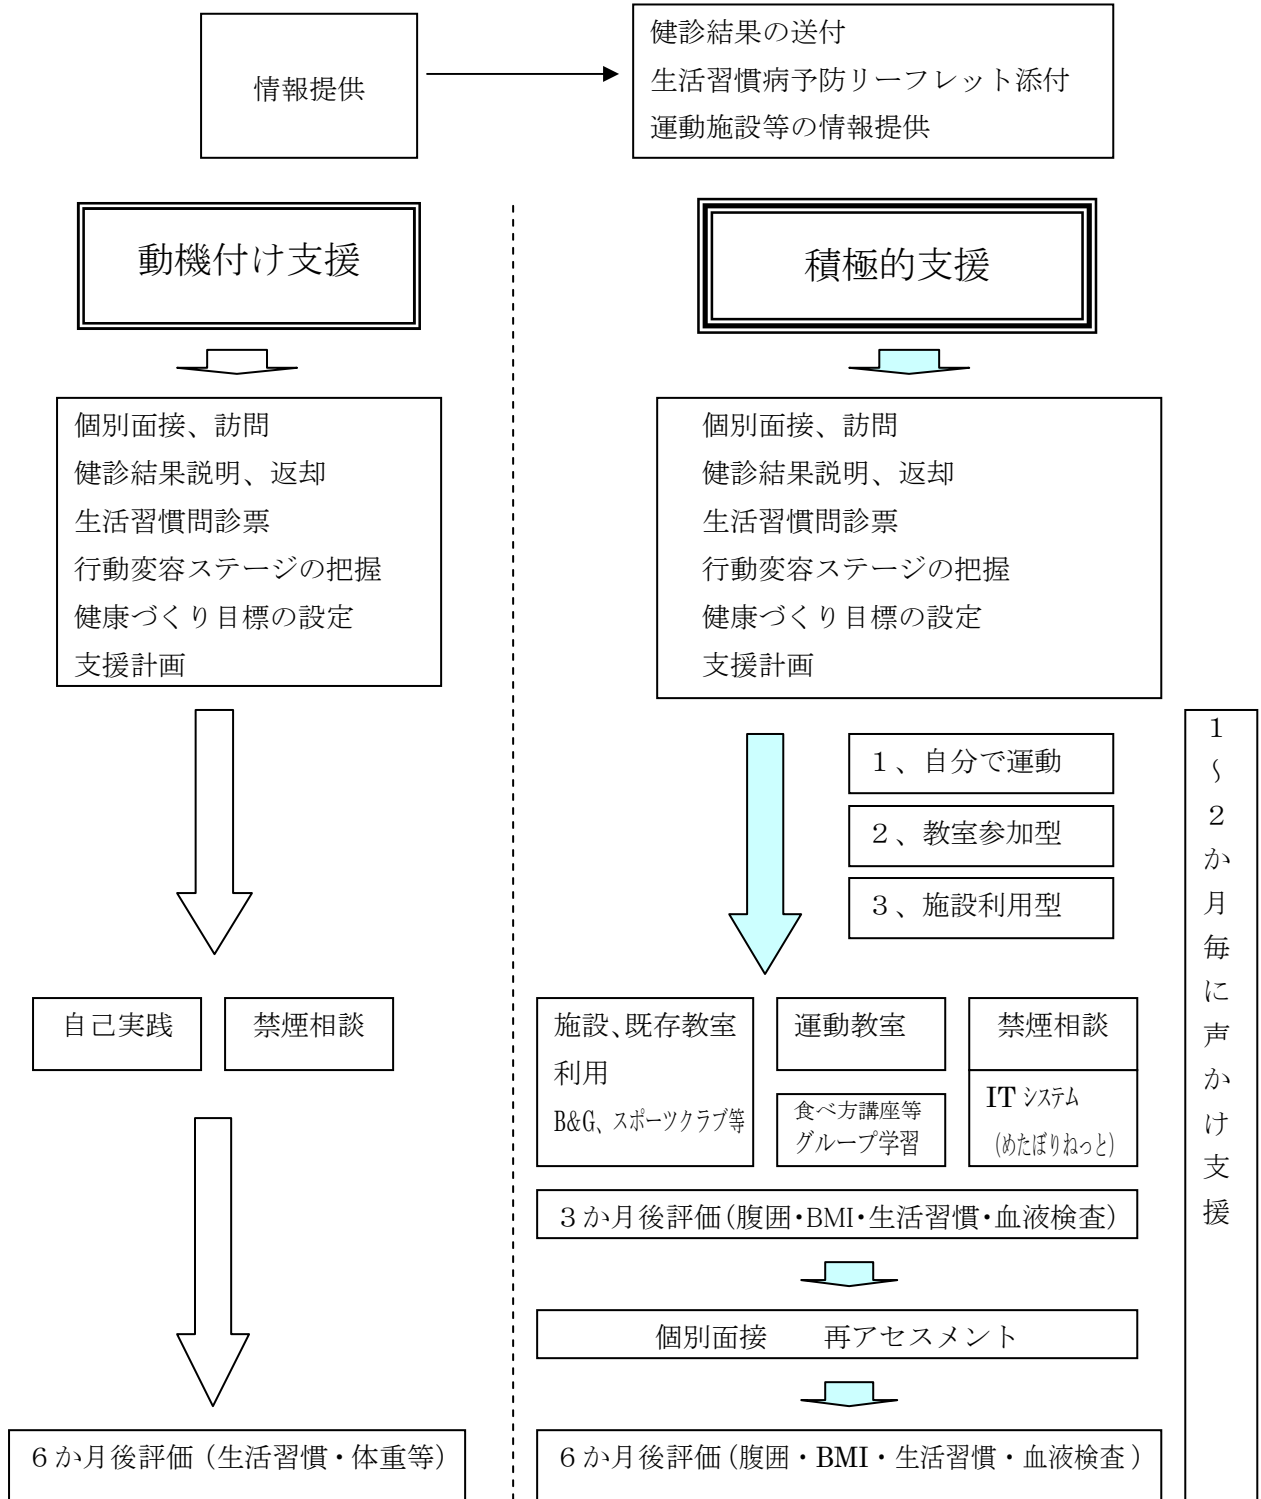 情報提供
健診結果の送付
生活習慣病予防リーフレット添付
運動施設等の情報提供
動機付け支援
個別面接、訪問
健診結果説明、返却
生活習慣問診票
行動変容ステージの把握
健康づくり目標の設定
支援計画
自己実践
禁煙相談
6か月後評価(生活習慣・体重等)
積極的支援
個別面接、訪問
健診結果説明、返却
生活習慣問診票
行動変容ステージの把握
健康づくり目標の設定
支援計画
1、自分で運動
2、教室参加型
3、施設利用型
施設、既存教室
利用
B&G、スポーツクラブ等
運動教室
食べ方講座等
グループ学習
禁煙相談
IT システム
(めたぼりねっと)
3か月後評価(腹囲・BMI・生活習慣・血液検査)
個別面接 再アセスメント
6か月後評価(腹囲・BMI・生活習慣・血液検査)
1~2か月毎に声かけ支援